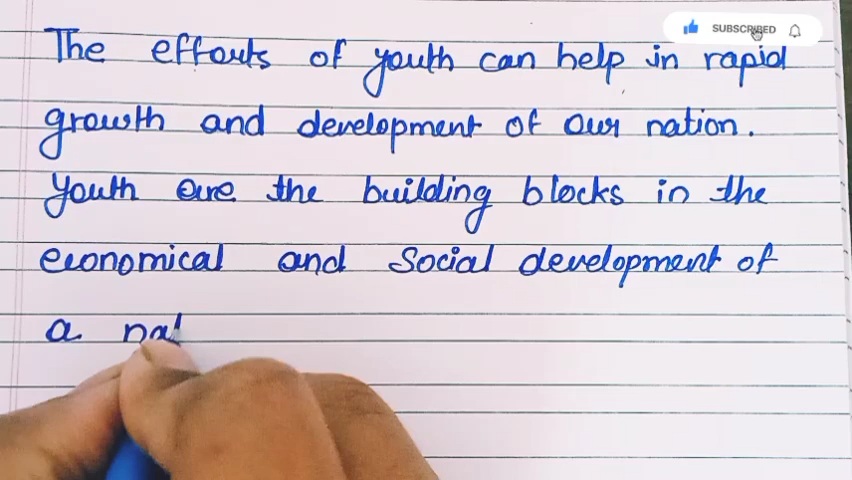 SUBSCRIBED
The efforts of youth can help in rapid
growth and development of our nation.
Youth are the building blocks in the
economical and social development of
a nat